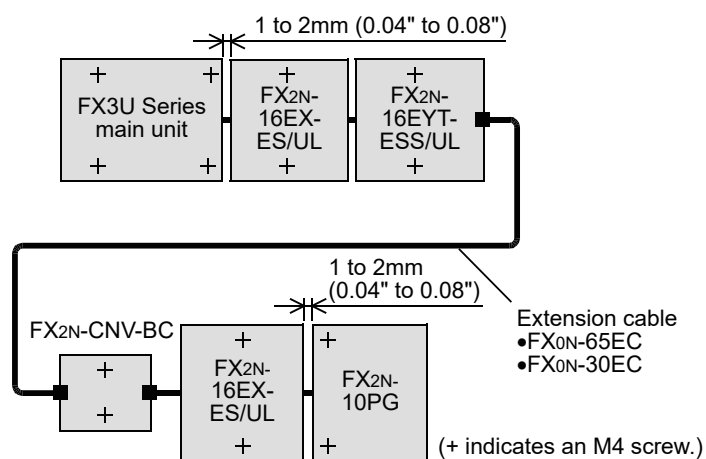 1 to 2mm (0.04" to 0.08")
FX3U Series
main unit
FX2N-
16EX-
ES/UL
FX2N-
16EYT-
ESS/UL
1 to 2mm
(0.04" to 0.08")
FX2N-CNV-BC
FX2N-
16EX-
ES/UL
FX2N-
10PG
Extension cable
•FX0N-65EC
•FX0N-30EC
(+ indicates an M4 screw.)